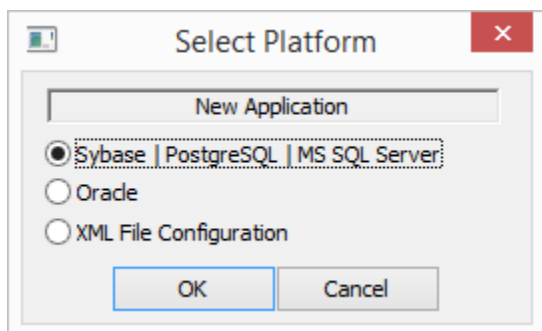 Select Platform
New Application
Sybase | PostgreSQL | MS SQL Server
Oracle
XML File Configuration
OK Cancel